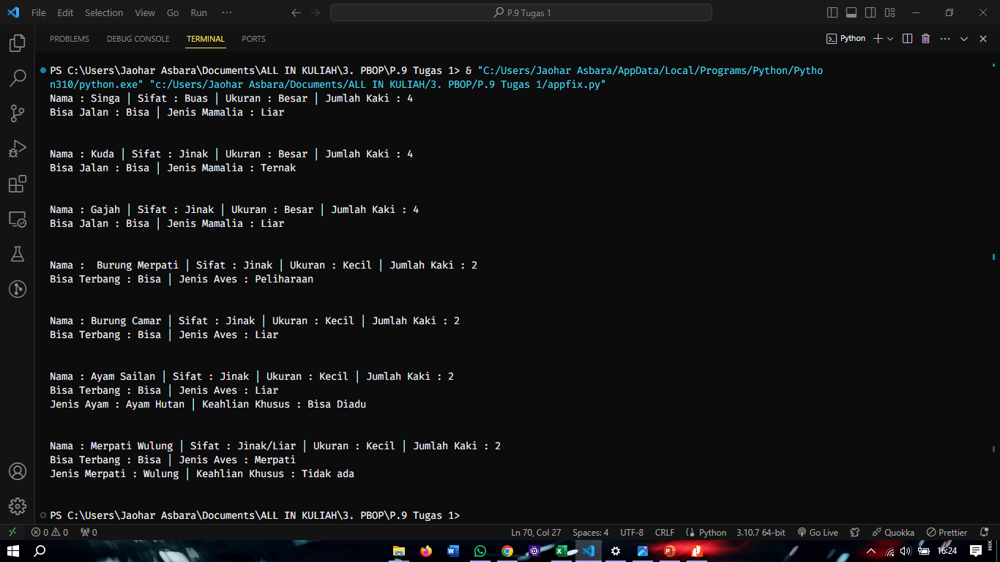 File Edit Selection View Go Run ··· P.9 Tugas 1
PROBLEMS DEBUG CONSOLE TERMINAL PORTS Python
PS C:\Users\Jaohar Asbara\Documents\ALL IN KULIAH\3. PBOP\P.9 Tugas 1> & "C:/Users/Jaohar Asbara/AppData/Local/Programs/Python/Pytho
n310/python.exe" "c:/Users/Jaohar Asbara/Documents/ALL IN KULIAH/3. PBOP/P.9 Tugas 1/appfix.py"
Nama : Singa | Sifat : Buas | Ukuran : Besar | Jumlah Kaki : 4
Bisa Jalan : Bisa | Jenis Mamalia : Liar
Nama : Kuda | Sifat : Jinak | Ukuran : Besar | Jumlah Kaki : 4
Bisa Jalan : Bisa | Jenis Mamalia : Ternak
Nama : Gajah | Sifat : Jinak | Ukuran : Besar | Jumlah Kaki : 4
Bisa Jalan : Bisa | Jenis Mamalia : Liar
Nama :  Burung Merpati | Sifat : Jinak | Ukuran : Kecil | Jumlah Kaki : 2
Bisa Terbang : Bisa | Jenis Aves : Peliharaan
Nama : Burung Camar | Sifat : Jinak | Ukuran : Kecil | Jumlah Kaki : 2
Bisa Terbang : Bisa | Jenis Aves : Liar
Nama : Ayam Sailan | Sifat : Jinak | Ukuran : Kecil | Jumlah Kaki : 2
Bisa Terbang : Bisa | Jenis Aves : Liar
Jenis Ayam : Ayam Hutan | Keahlian Khusus : Bisa Diadu
Nama : Merpati Wulung | Sifat : Jinak/Liar | Ukuran : Kecil | Jumlah Kaki : 2
Bisa Terbang : Bisa | Jenis Aves : Merpati
Jenis Merpati : Wulung | Keahlian Khusus : Tidak ada
PS C:\Users\Jaohar Asbara\Documents\ALL IN KULIAH\3. PBOP\P.9 Tugas 1>
0 0 0 Ln 70, Col 27 Spaces: 4 UTF-8 CRLF Python 3.10.7 64-bit Go Live Quokka Prettier
16:24